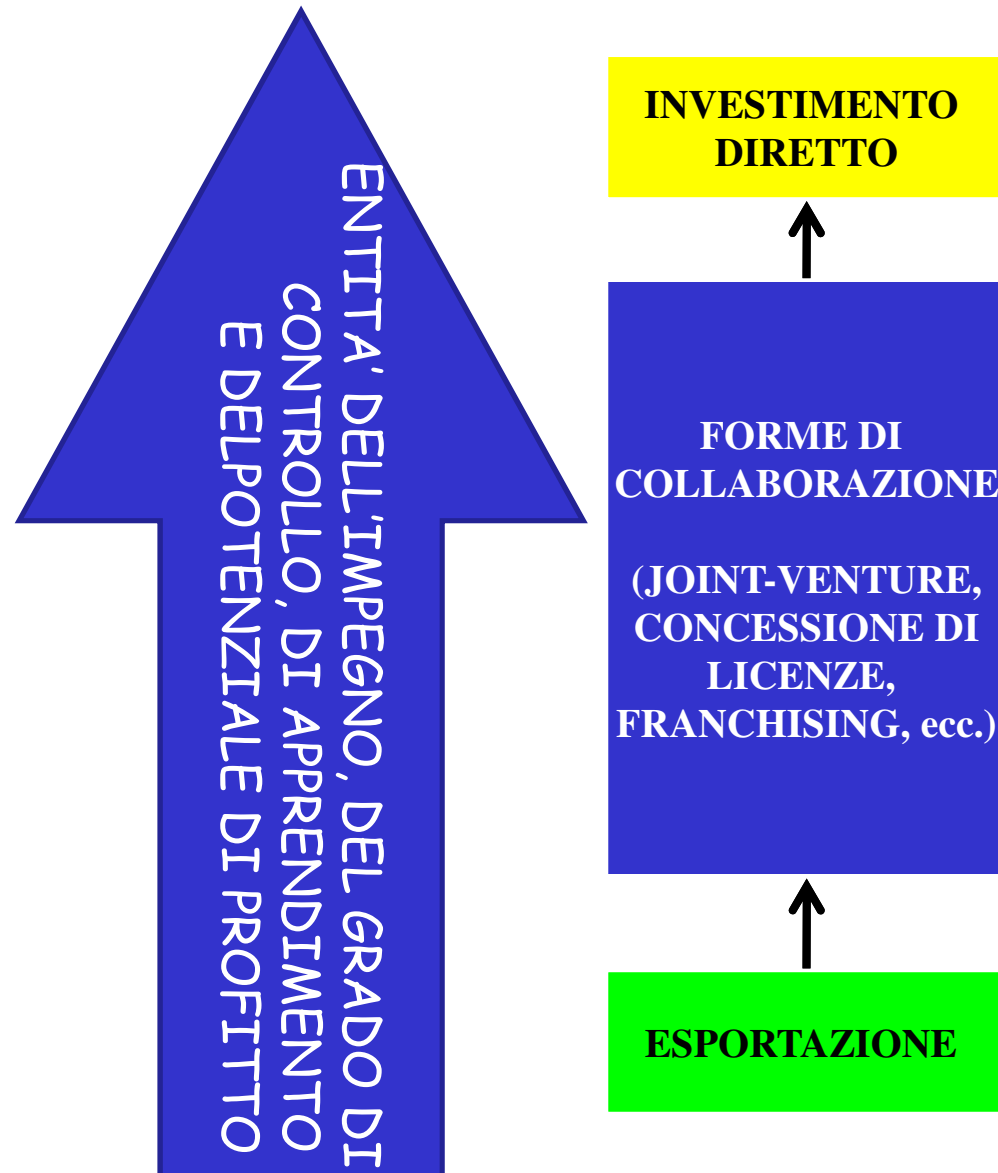 ENTITA' DELL'IMPEGNO, DEL GRADO DI
CONTROLLO, DI APPRENDIMENTO
E DELPOTENZIALE DI PROFITTO
INVESTIMENTO
DIRETTO
FORME DI
COLLABORAZIONE
(JOINT-VENTURE,
CONCESSIONE DI
LICENZE,
FRANCHISING, ecc.)
ESPORTAZIONE